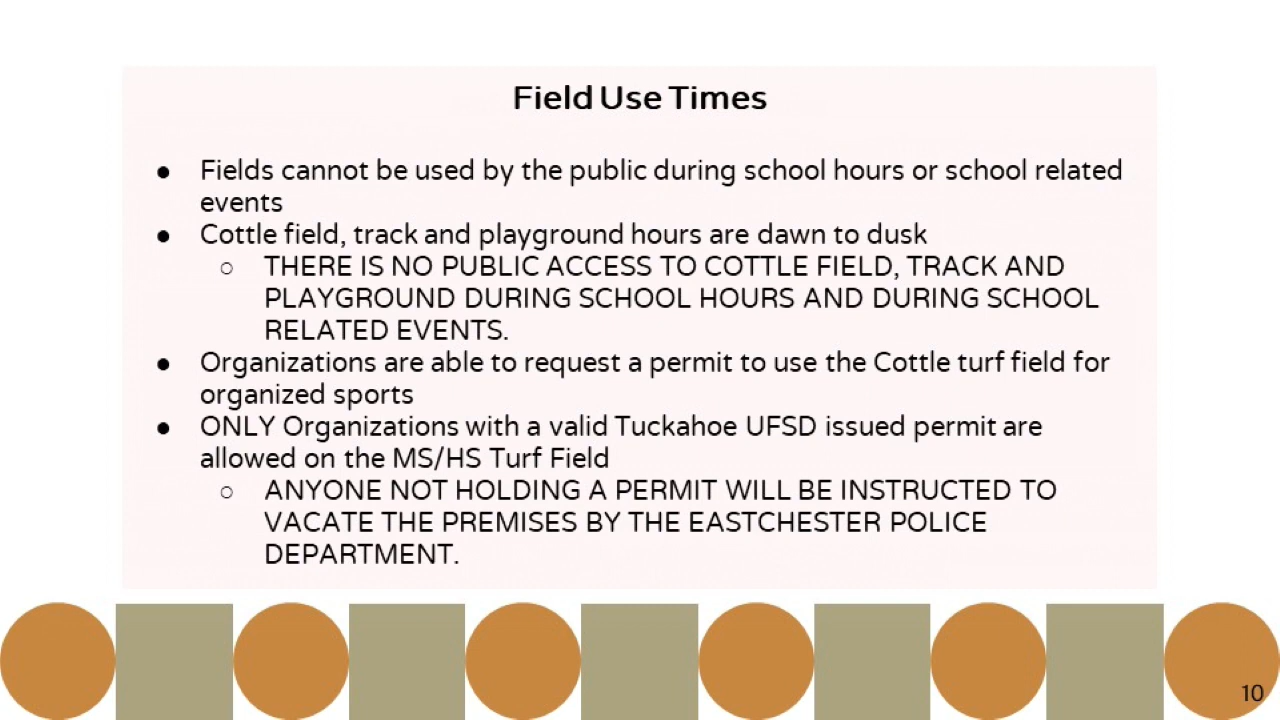 Field Use Times
● Fields cannot be used by the public during school hours or school related
events
● Cottle field, track and playground hours are dawn to dusk
○ THERE IS NO PUBLIC ACCESS TO COTTLE FIELD, TRACK AND
PLAYGROUND DURING SCHOOL HOURS AND DURING SCHOOL
RELATED EVENTS.
● Organizations are able to request a permit to use the Cottle turf field for
organized sports
● ONLY Organizations with a valid Tuckahoe UFSD issued permit are
allowed on the MS/HS Turf Field
○ ANYONE NOT HOLDING A PERMIT WILL BE INSTRUCTED TO
VACATE THE PREMISES BY THE EASTCHESTER POLICE
DEPARTMENT.
10